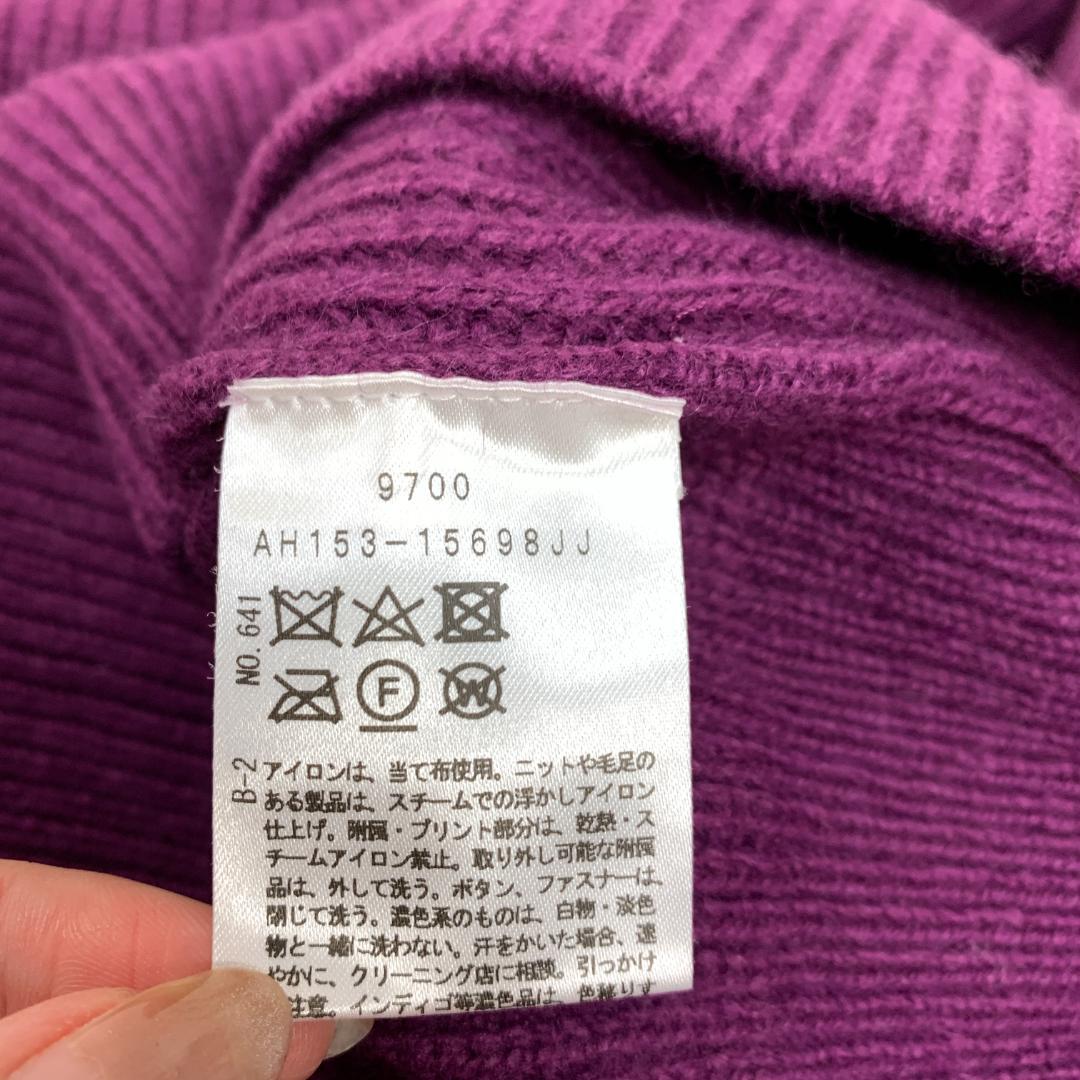 9700
AH153-15698JJ
NO. 641
F
W
B-2
アイロンは、当て布使用。ニットや毛足の
ある製品は、スチームでの浮かしアイロン
仕上げ。附属・プリント部分は、乾熱・ス
チームアイロン禁止。取り外し可能な附属
品は、外して洗う。ボタン、ファスナーは、
閉じて洗う。濃色系のものは、白物・淡色
物と一緒に洗わない。汗をかいた場合、速
やかに、クリーニング店に相談。引っかけ
注意。インディゴ等濃色品は、色移りす